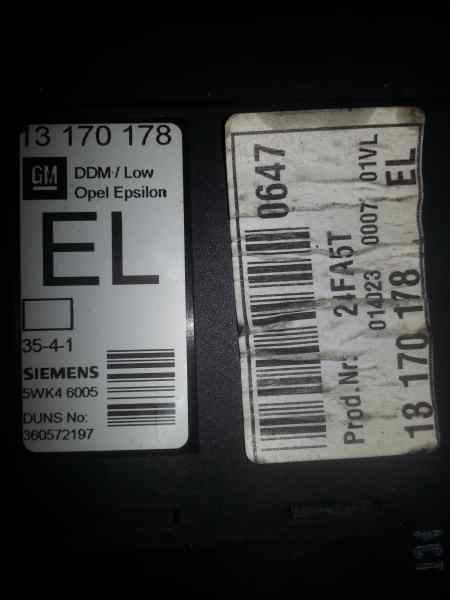 13 170 178
GM
DDM / Low
Opel Epsilon
EL
35-4-1
SIEMENS
5WK4 6005
DUNS No:
360572197
0647
Prod.Nr: 24FA5T
014023 0007 01VL
13 170 178 EL